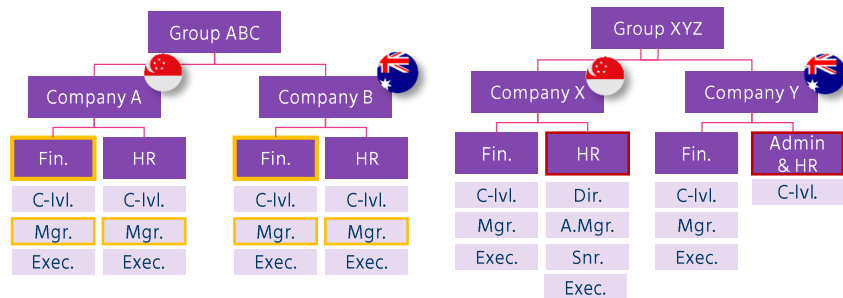 Group ABC
Group XYZ
Company A
Company B
Company X
Company Y
Fin.
HR
Fin.
HR
Fin.
HR
Fin.
Admin
& HR
C-lvl.
C-lvl.
C-lvl.
C-lvl.
C-lvl.
Dir.
C-lvl.
C-lvl.
Mgr.
Mgr.
Mgr.
Mgr.
Mgr.
A.Mgr.
Mgr.
Exec.
Exec.
Exec.
Exec.
Exec.
Snr.
Exec.
Exec.